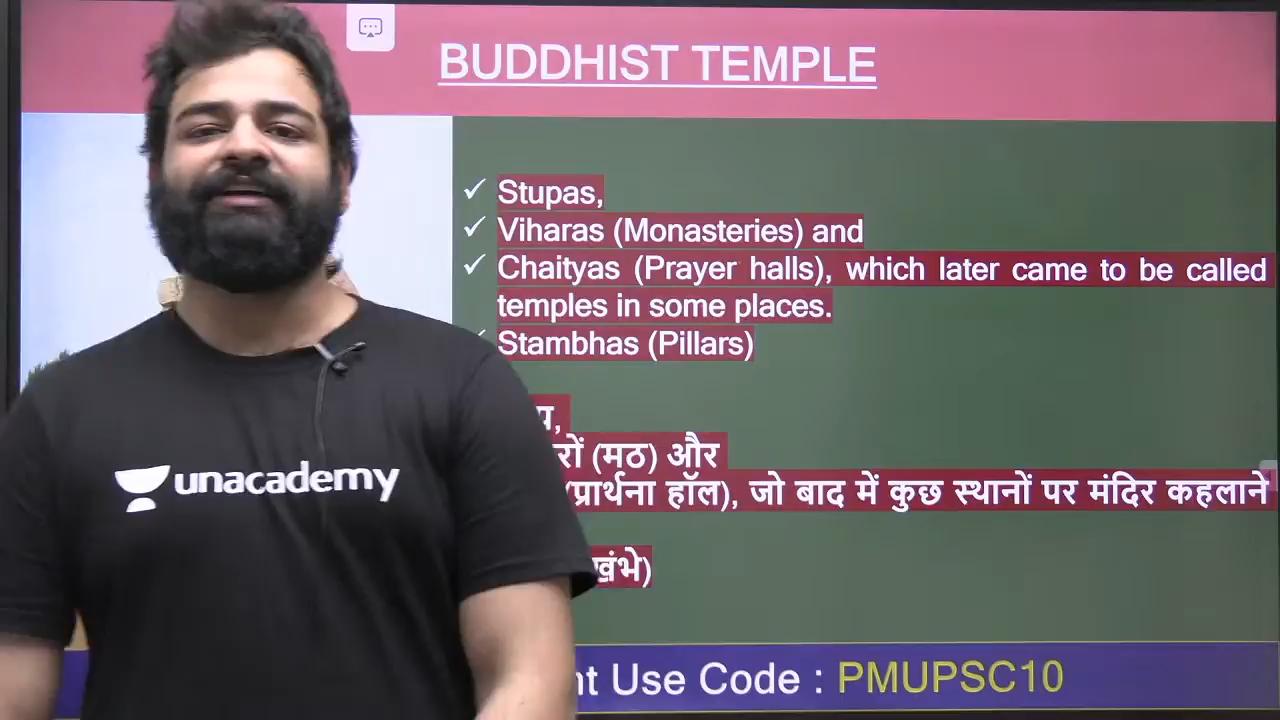 BUDDHIST TEMPLE
✓ Stupas,
✓ Viharas (Monasteries) and
✓ Chaityas (Prayer halls), which later came to be called
temples in some places.
Stambhas (Pillars)
(मठ) और
(प्रार्थना हॉल), जो बाद में कुछ स्थानों पर मंदिर कहलाने
unacademy
Use Code : PMUPSC10